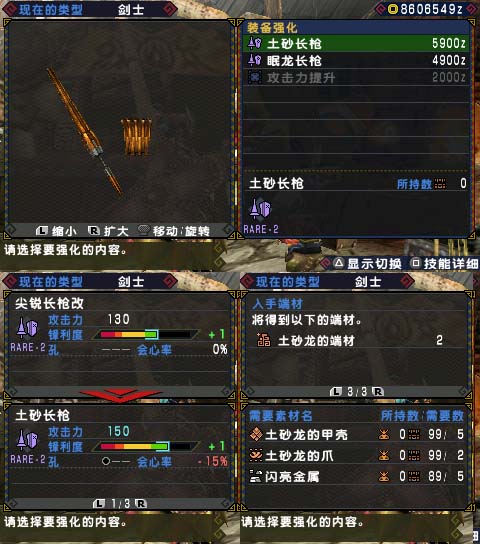 现在的类型 剑士
L 缩小 R 扩大 移动/旋转
请选择要强化的内容。
8606549z
装备强化
土砂长枪 5900z
眠龙长枪 4900z
攻击力提升 2000z
土砂长枪 所持数 0
RARE-2
△显示切换 □技能详细
现在的类型 剑士
尖锐长枪改
攻击力 130
锋利度 +1
RARE-2 孔 --- 会心率 0%
土砂长枪
攻击力 150
锋利度 +1
RARE-2 孔 ○-- 会心率 -15%
L 1/3 R
请选择要强化的内容。
现在的类型 剑士
入手端材
将得到以下的端材。
土砂龙的端材 2
L 3/3 R
需要素材名 所持数/需要数
土砂龙的甲壳 0 99/ 5
土砂龙的爪 0 99/ 2
闪亮金属 0 89/ 5
请选择要强化的内容。